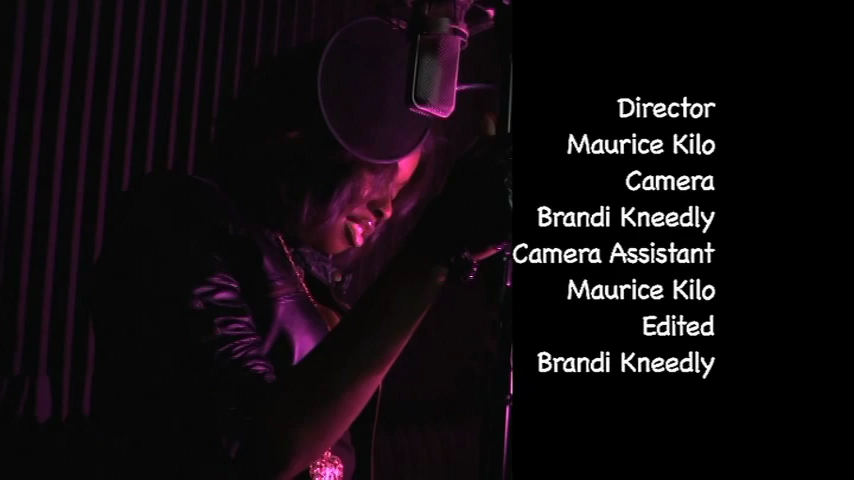 Director
Maurice Kilo
Camera
Brandi Kneedly
Camera Assistant
Maurice Kilo
Edited
Brandi Kneedly